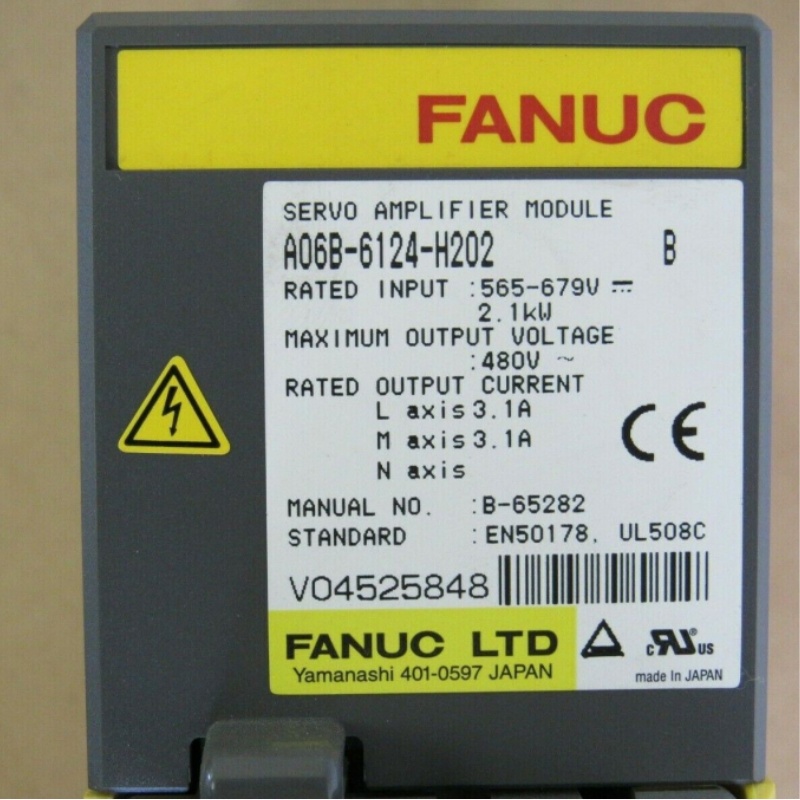 FANUC
SERVO AMPLIFIER MODULE
A06B-6124-H202 B
RATED INPUT :565-679V ⎓
2.1kW
MAXIMUM OUTPUT VOLTAGE
:480V ~
RATED OUTPUT CURRENT
L axis 3.1A
M axis 3.1A
N axis
CE
MANUAL NO. :B-65282
STANDARD :EN50178, UL508C
V04525848
FANUC LTD
Yamanashi 401-0597 JAPAN
c RU ® US
made In JAPAN